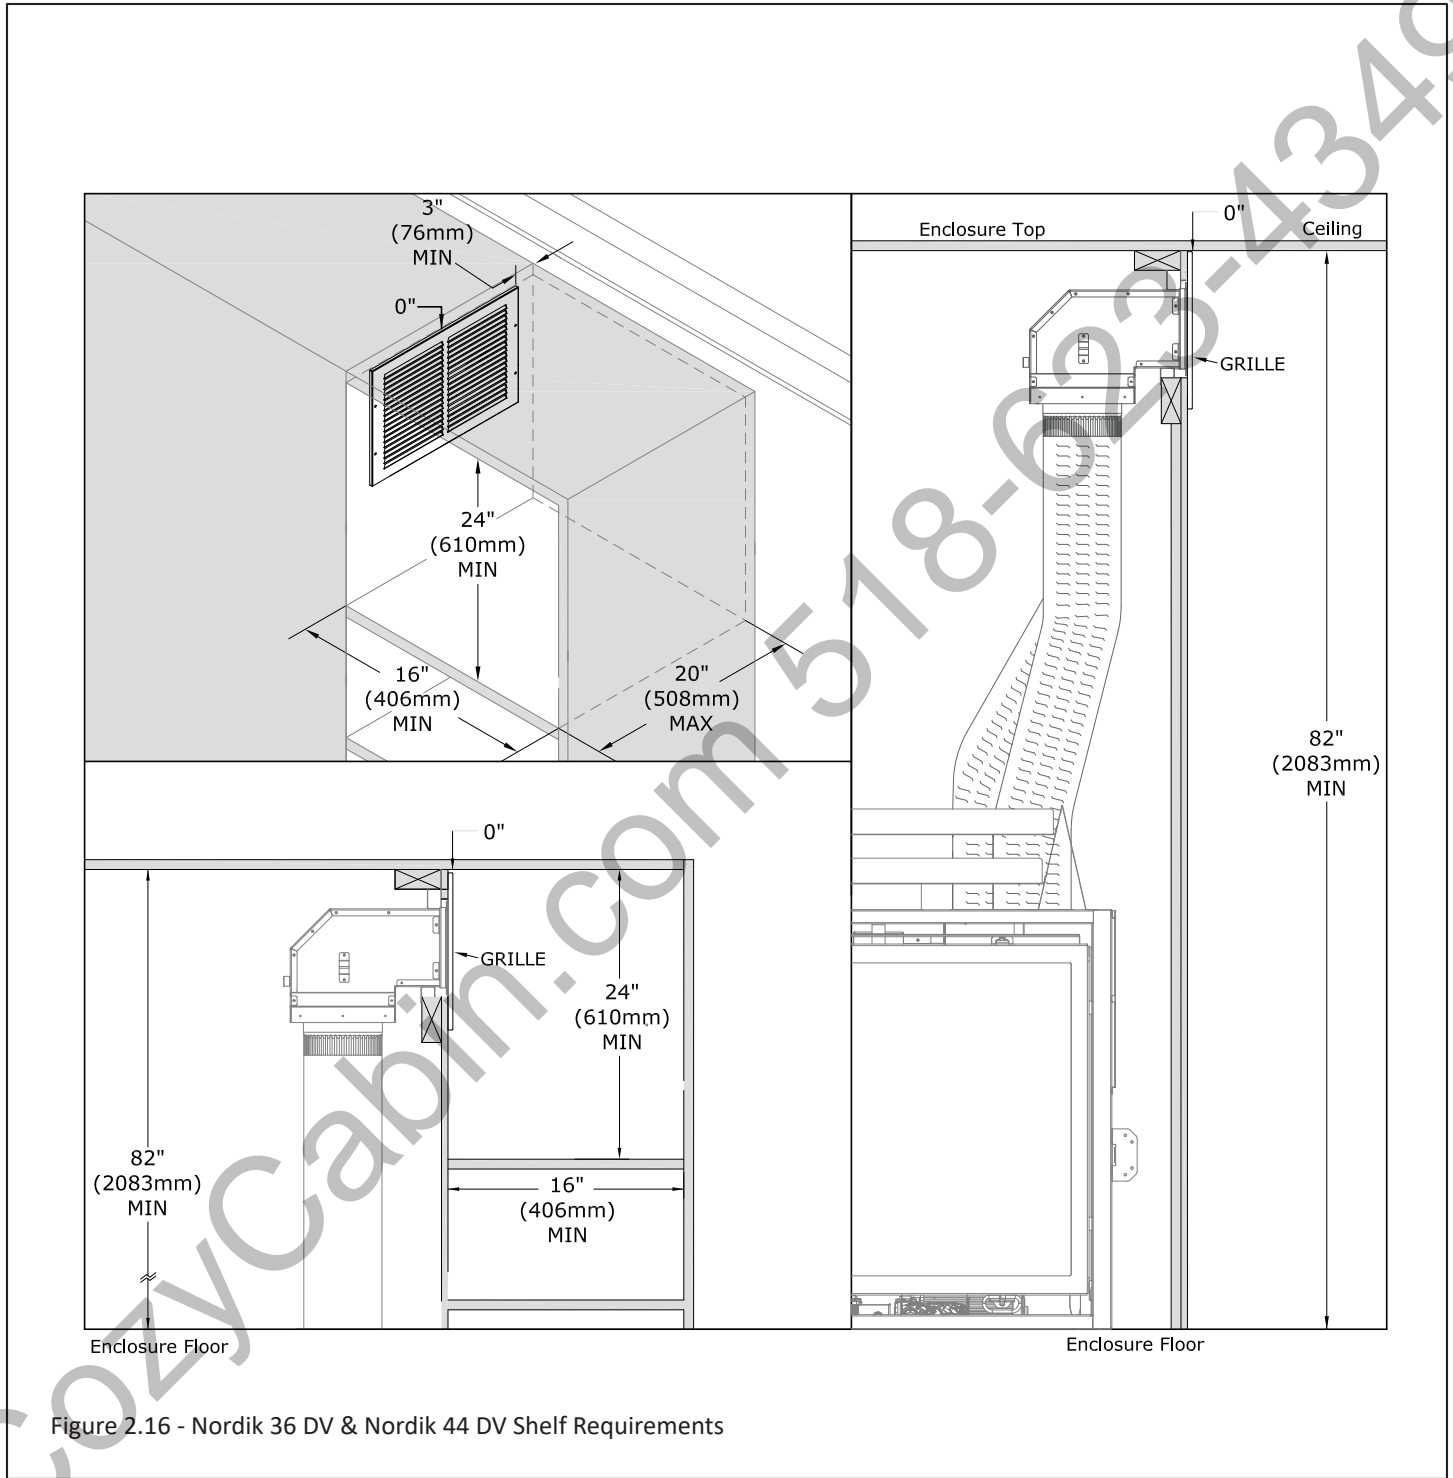 3"
(76mm)
MIN
0"
24"
(610mm)
MIN
16"
(406mm)
MIN
20"
(508mm)
MAX
Enclosure Top
0"
Ceiling
GRILLE
82"
(2083mm)
MIN
Enclosure Floor
0"
GRILLE
24"
(610mm)
MIN
16"
(406mm)
MIN
82"
(2083mm)
MIN
Enclosure Floor
Figure 2.16 - Nordik 36 DV & Nordik 44 DV Shelf Requirements
CozyCabin.com 518-623-4349